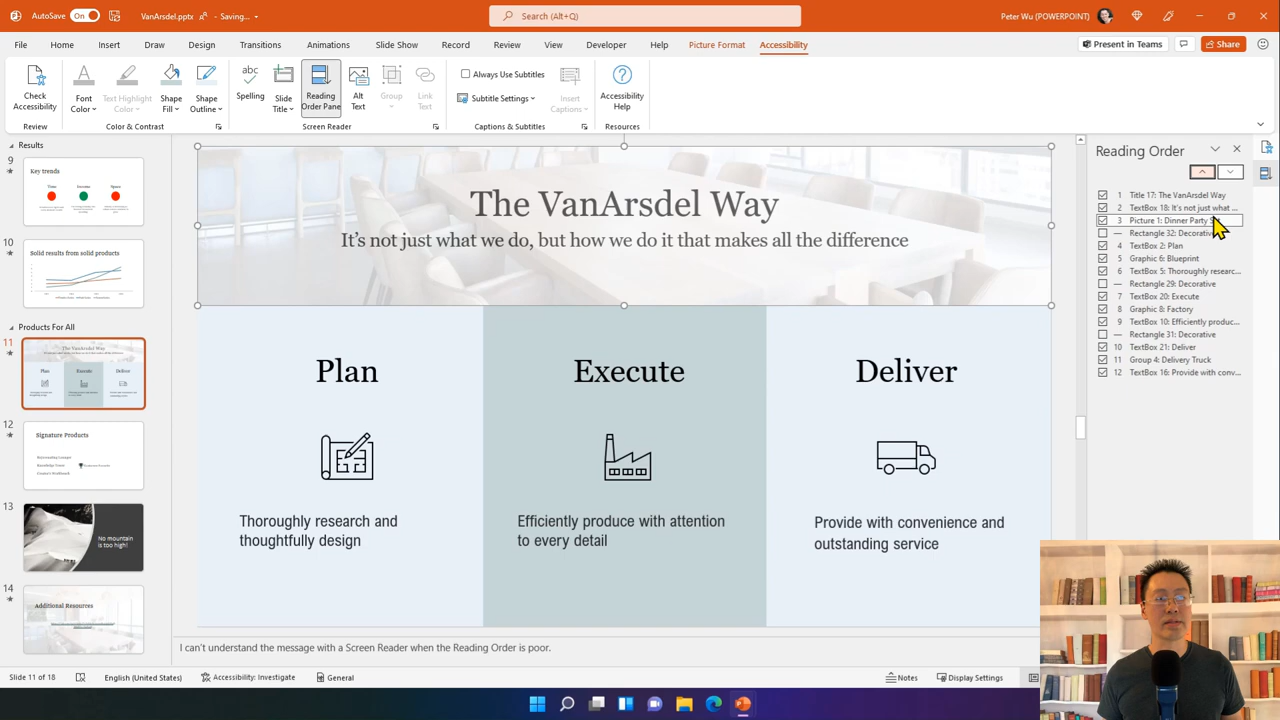 AutoSave On VanArsdel.pptx - Saving... Search (Alt+Q) Peter Wu (POWERPOINT)
File Home Insert Draw Design Transitions Animations Slide Show Record Review View Developer Help Picture Format Accessibility Present in Teams Share
Check Accessibility
Font Color
Text Highlight Color
Shape Fill
Shape Outline
Spelling
Slide Title
Reading Order Pane
Alt Text
Group
Link Text
Always Use Subtitles
Subtitle Settings
Insert Captions
Accessibility Help
Review Color & Contrast Screen Reader Captions & Subtitles Resources
Results
9
Key trends
10
Solid results from solid products
Products For All
11
The VanArsdel Way
Plan Execute Deliver
12
Signature Products
13
No mountain is too high!
14
Additional Resources
The VanArsdel Way
It's not just what we do, but how we do it that makes all the difference
Plan
Thoroughly research and
thoughtfully design
Execute
Efficiently produce with attention
to every detail
Deliver
Provide with convenience and
outstanding service
I can't understand the message with a Screen Reader when the Reading Order is poor.
Reading Order
1 Title 17: The VanArsdel Way
2 TextBox 18: It's not just what ...
3 Picture 1: Dinner Party
— Rectangle 32: Decorative
4 TextBox 2: Plan
5 Graphic 6: Blueprint
6 TextBox 5: Thoroughly researc...
— Rectangle 29: Decorative
7 TextBox 20: Execute
8 Graphic 8: Factory
9 TextBox 10: Efficiently produc...
— Rectangle 31: Decorative
10 TextBox 21: Deliver
11 Group 4: Delivery Truck
12 TextBox 16: Provide with conv...
Slide 11 of 18 English (United States) Accessibility: Investigate General Notes Display Settings